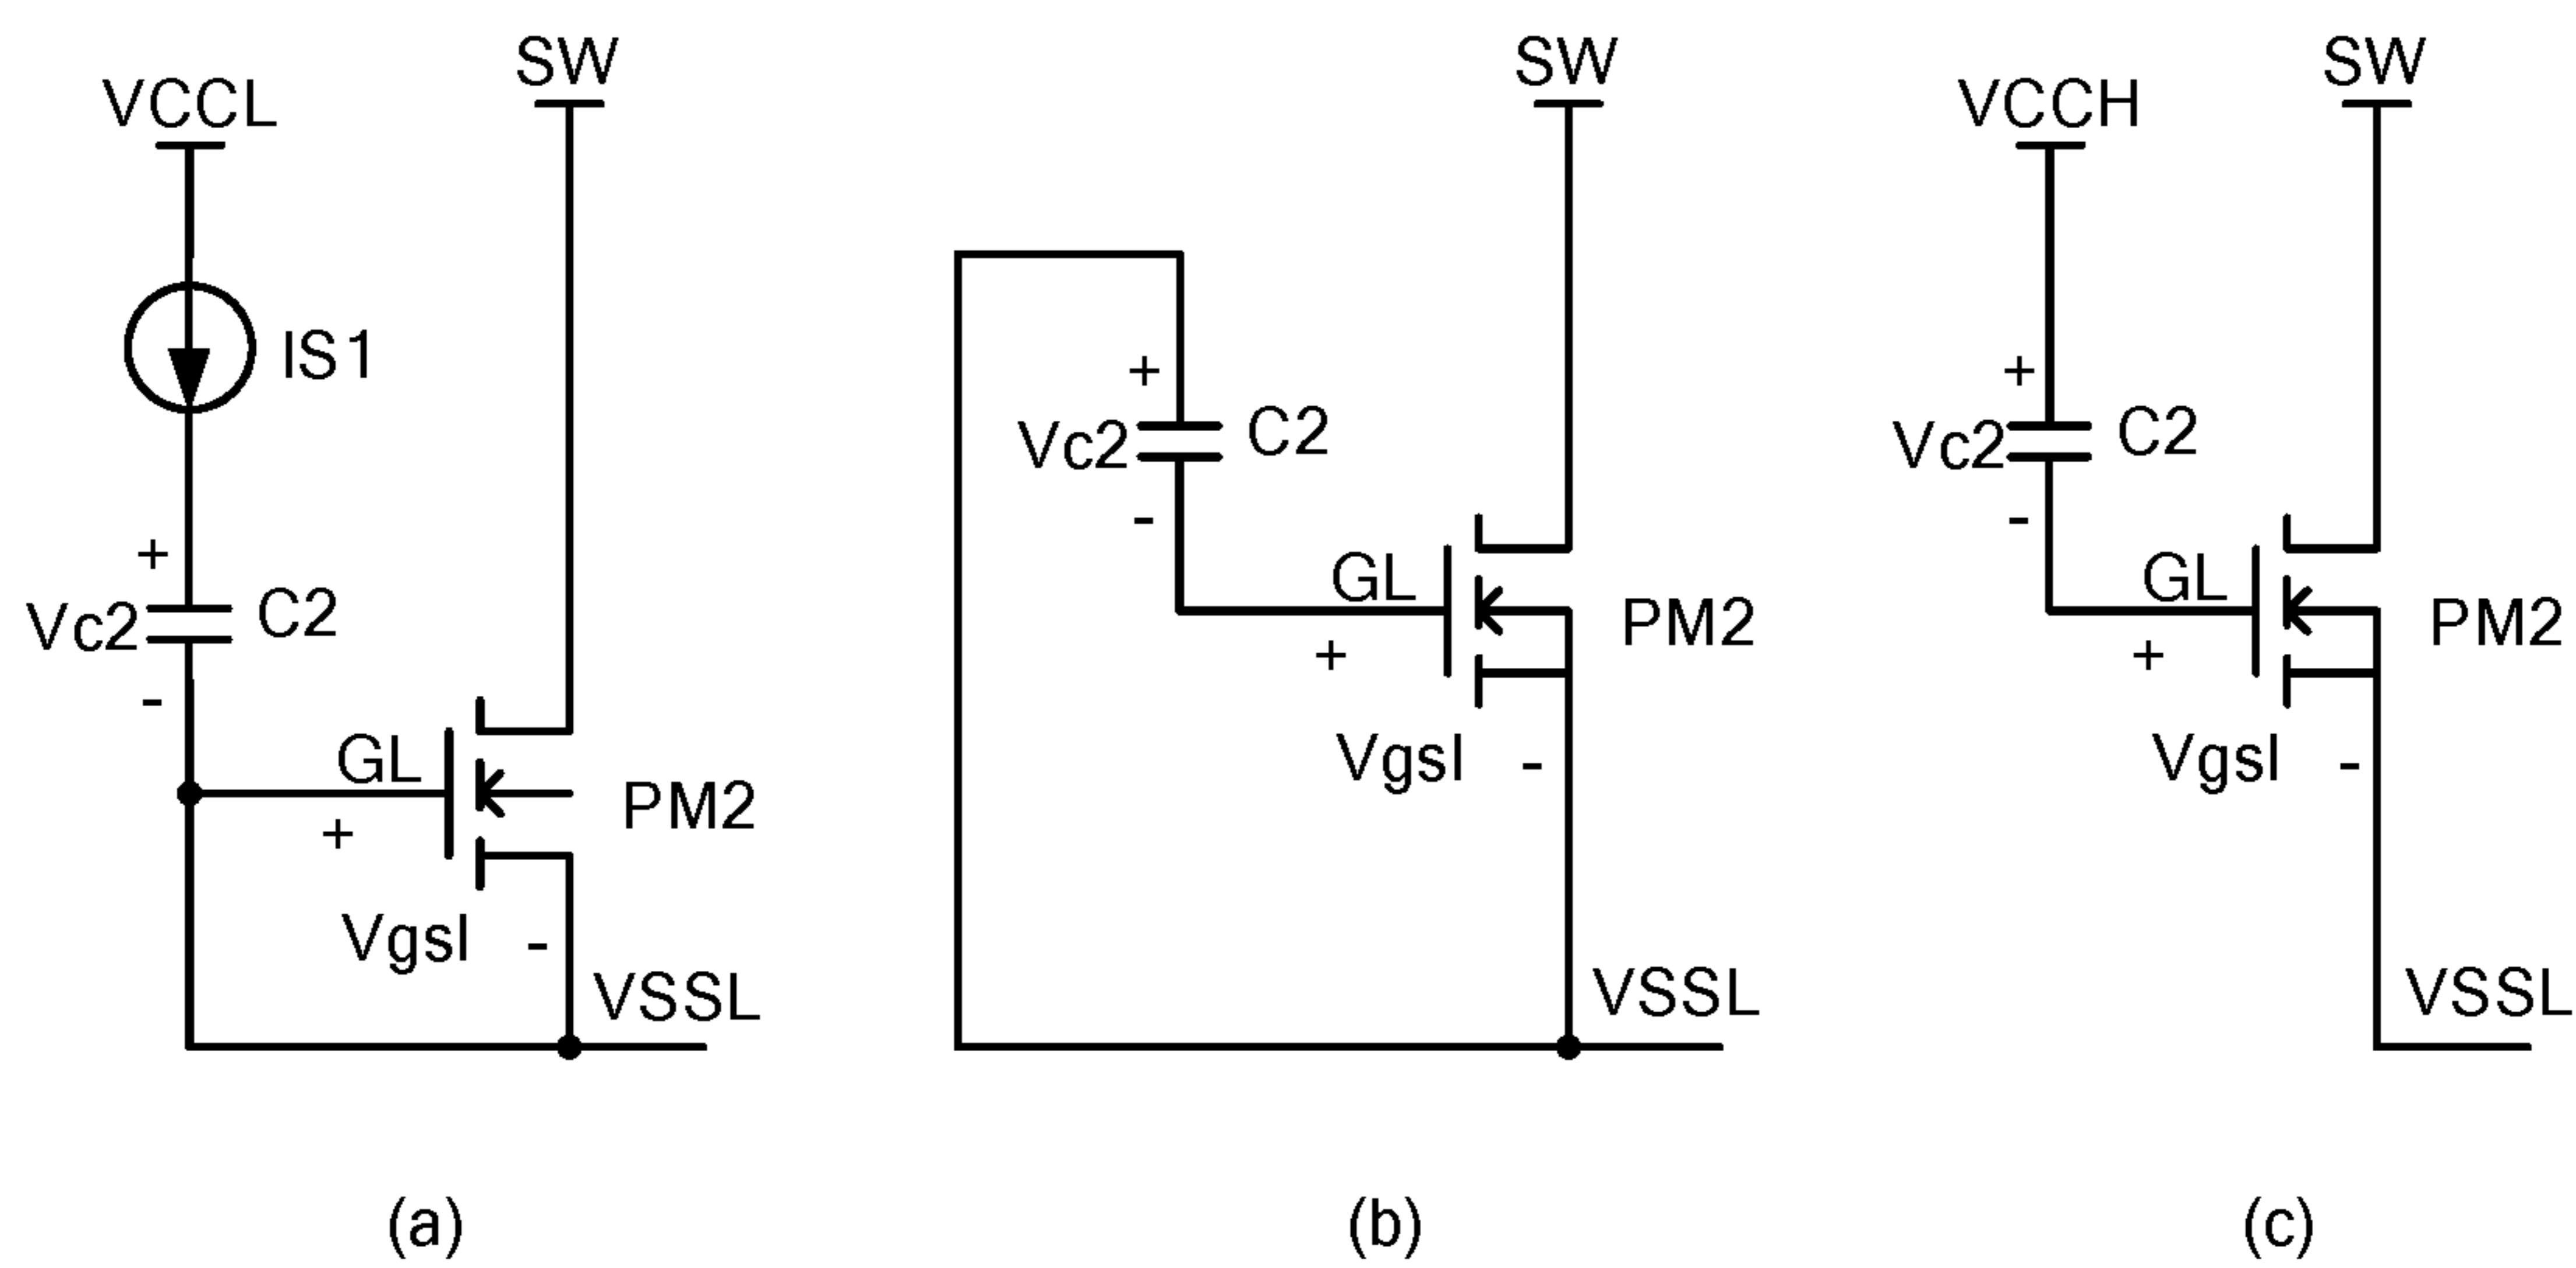 VCCL
SW
IS1
+
Vc2
C2
-
GL
+
PM2
Vgsl
-
VSSL
(a)
SW
+
Vc2
C2
-
GL
+
PM2
Vgsl
-
VSSL
(b)
VCCH
SW
+
Vc2
C2
-
GL
+
PM2
Vgsl
-
VSSL
(c)